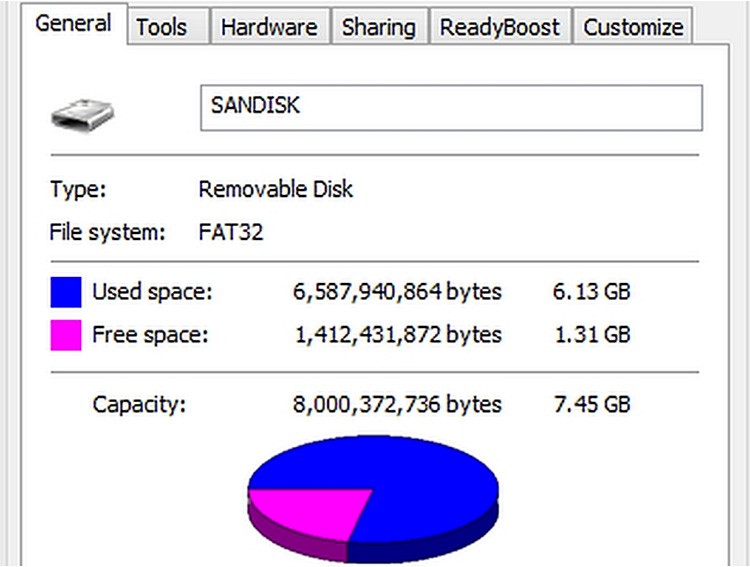 General Tools Hardware Sharing ReadyBoost Customize
SANDISK
Type: Removable Disk
File system: FAT32
Used space: 6,587,940,864 bytes 6.13 GB
Free space: 1,412,431,872 bytes 1.31 GB
Capacity: 8,000,372,736 bytes 7.45 GB